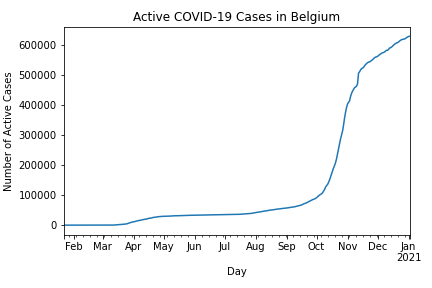 Active COVID-19 Cases in Belgium
Number of Active Cases
600000
500000
400000
300000
200000
100000
0
Feb Mar Apr May Jun Jul Aug Sep Oct Nov Dec Jan
2021
Day